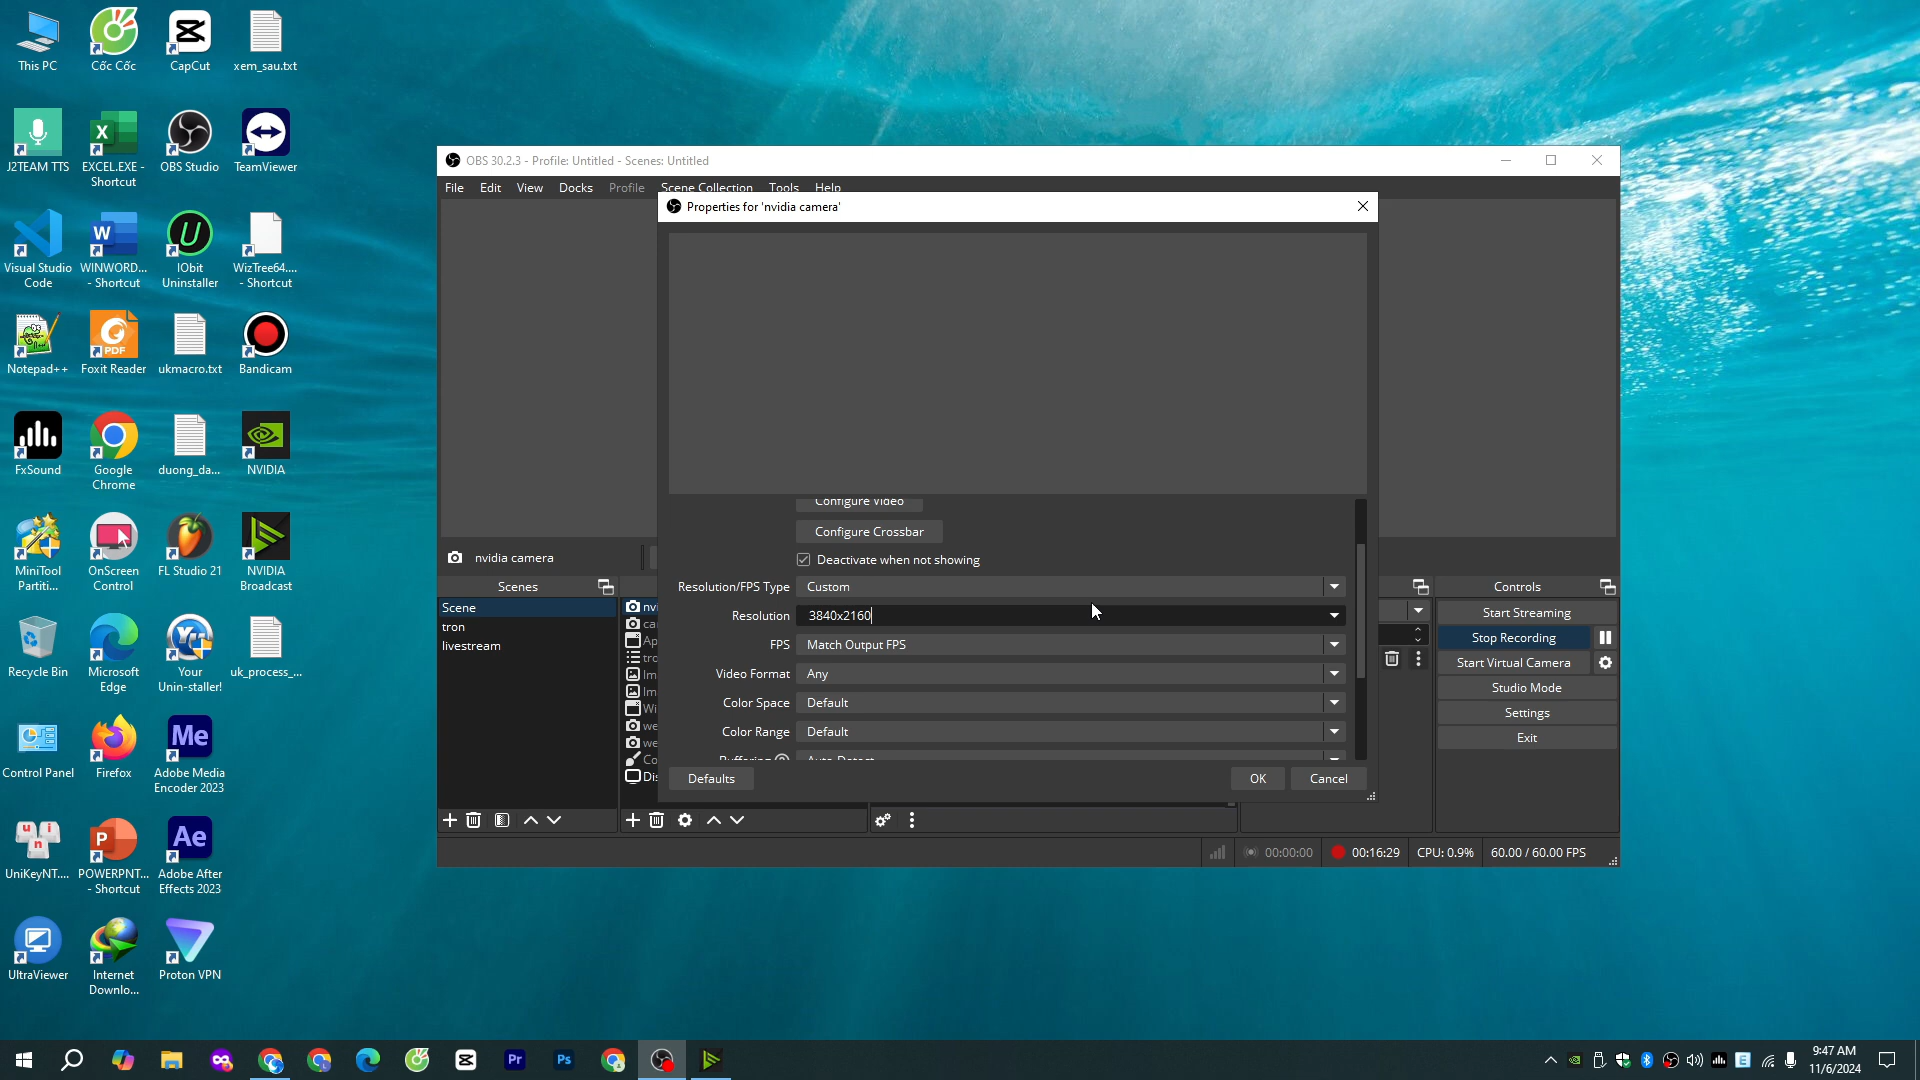 This PC
Cốc Cốc
CapCut
xem_sau.txt
J2TEAM TTS
EXCEL.EXE - Shortcut
OBS Studio
TeamViewer
Visual Studio Code
WINWORD... - Shortcut
IObit Uninstaller
WizTree64.... - Shortcut
Notepad++
Foxit Reader
ukmacro.txt
Bandicam
FxSound
Google Chrome
duong_da...
NVIDIA
MiniTool Partiti...
OnScreen Control
FL Studio 21
NVIDIA Broadcast
Recycle Bin
Microsoft Edge
Your Unin-staller!
uk_process_...
Control Panel
Firefox
Adobe Media Encoder 2023
UniKeyNT....
POWERPNT... - Shortcut
Adobe After Effects 2023
UltraViewer
Internet Downlo...
Proton VPN
OBS 30.2.3 - Profile: Untitled - Scenes: Untitled
File Edit View Docks Profile Scene Collection Tools Help
Properties for 'nvidia camera'
Configure Video
Configure Crossbar
Deactivate when not showing
Resolution/FPS Type Custom
Resolution 3840x2160
FPS Match Output FPS
Video Format Any
Color Space Default
Color Range Default
Buffering Auto-Detect
Defaults OK Cancel
nvidia camera
Scenes
Scene
tron
livestream
Controls
Start Streaming
Stop Recording
Start Virtual Camera
Studio Mode
Settings
Exit
00:00:00 00:16:29 CPU: 0.9% 60.00 / 60.00 FPS
9:47 AM
11/6/2024